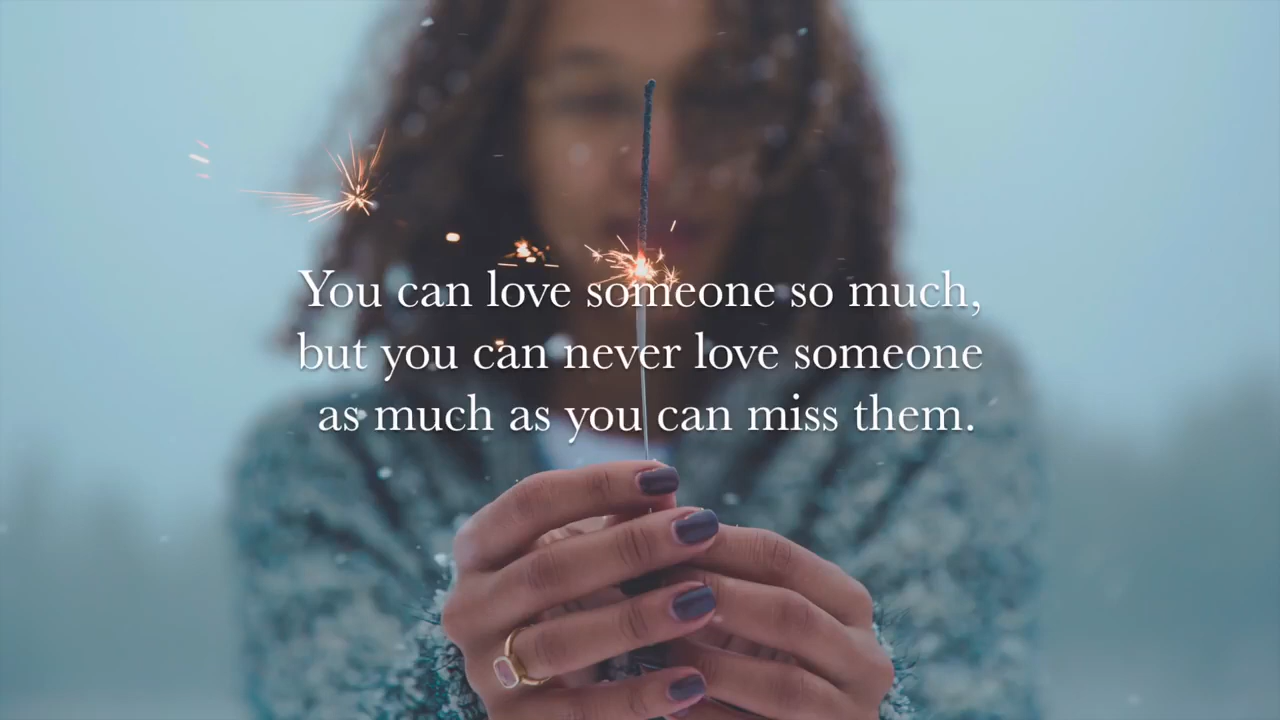 You can love someone so much,
but you can never love someone
as much as you can miss them.